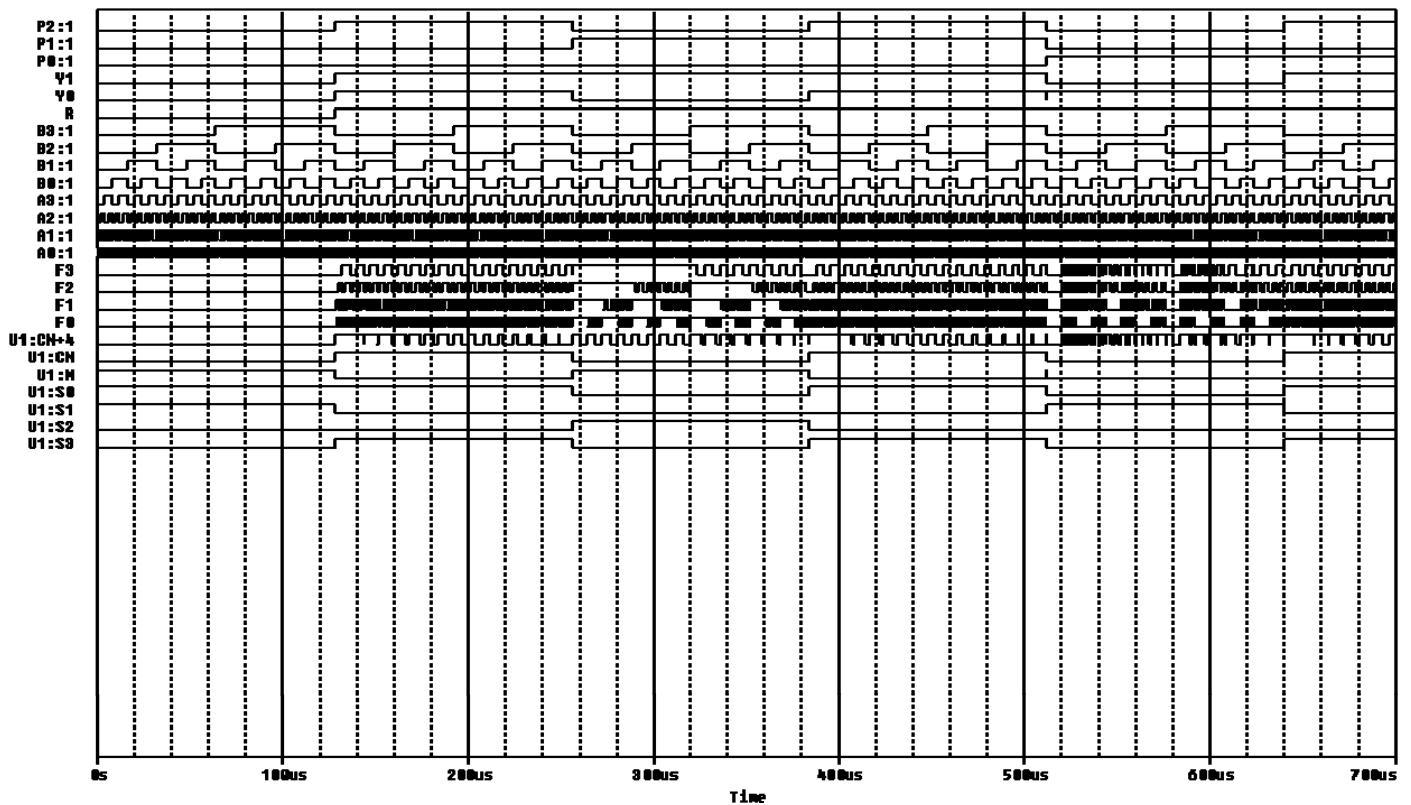 P2:1
P1:1
P0:1
Y1
Y0
R
B3:1
B2:1
B1:1
B0:1
A3:1
A2:1
A1:1
A0:1
F3
F2
F1
F0
U1:CN+4
U1:CN
U1:M
U1:S0
U1:S1
U1:S2
U1:S3
0s 100us 200us 300us 400us 500us 600us 700us
Time